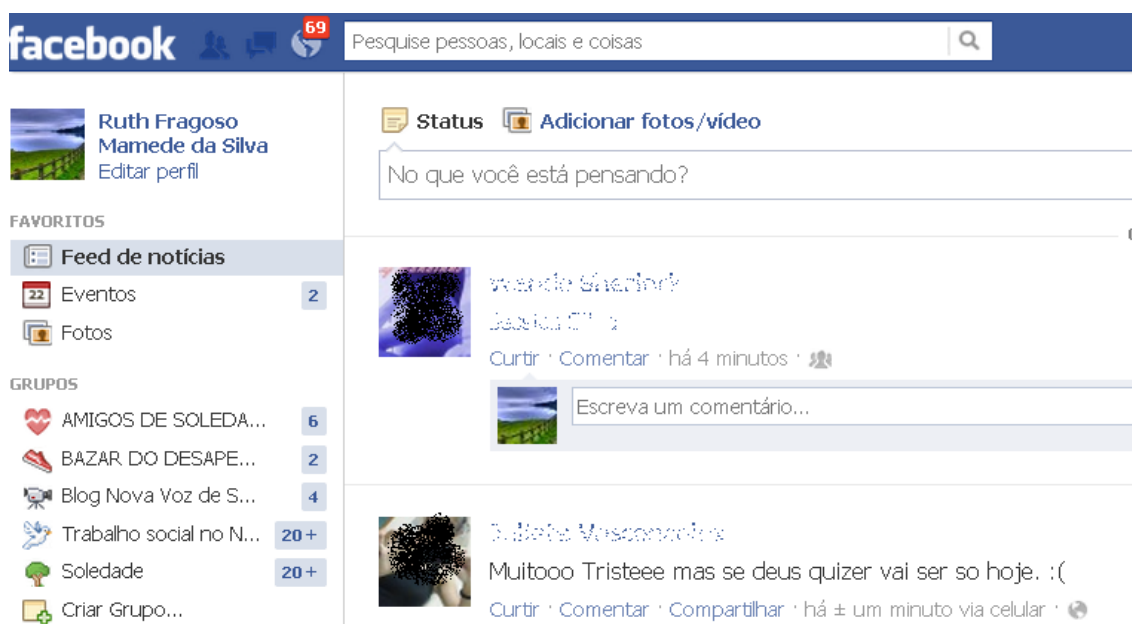 facebook
69
Pesquise pessoas, locais e coisas
Ruth Fragoso
Mamede da Silva
Editar perfil
FAVORITOS
Feed de notícias
22 Eventos 2
Fotos
GRUPOS
AMIGOS DE SOLEDA... 6
BAZAR DO DESAPE... 2
Blog Nova Voz de S... 4
Trabalho social no N... 20+
Soledade 20+
Criar Grupo...
Status Adicionar fotos/vídeo
No que você está pensando?
Curtir · Comentar · há 4 minutos ·
Escreva um comentário...
Muitooo Tristeee mas se deus quizer vai ser so hoje. :(
Curtir · Comentar · Compartilhar · há ± um minuto via celular ·